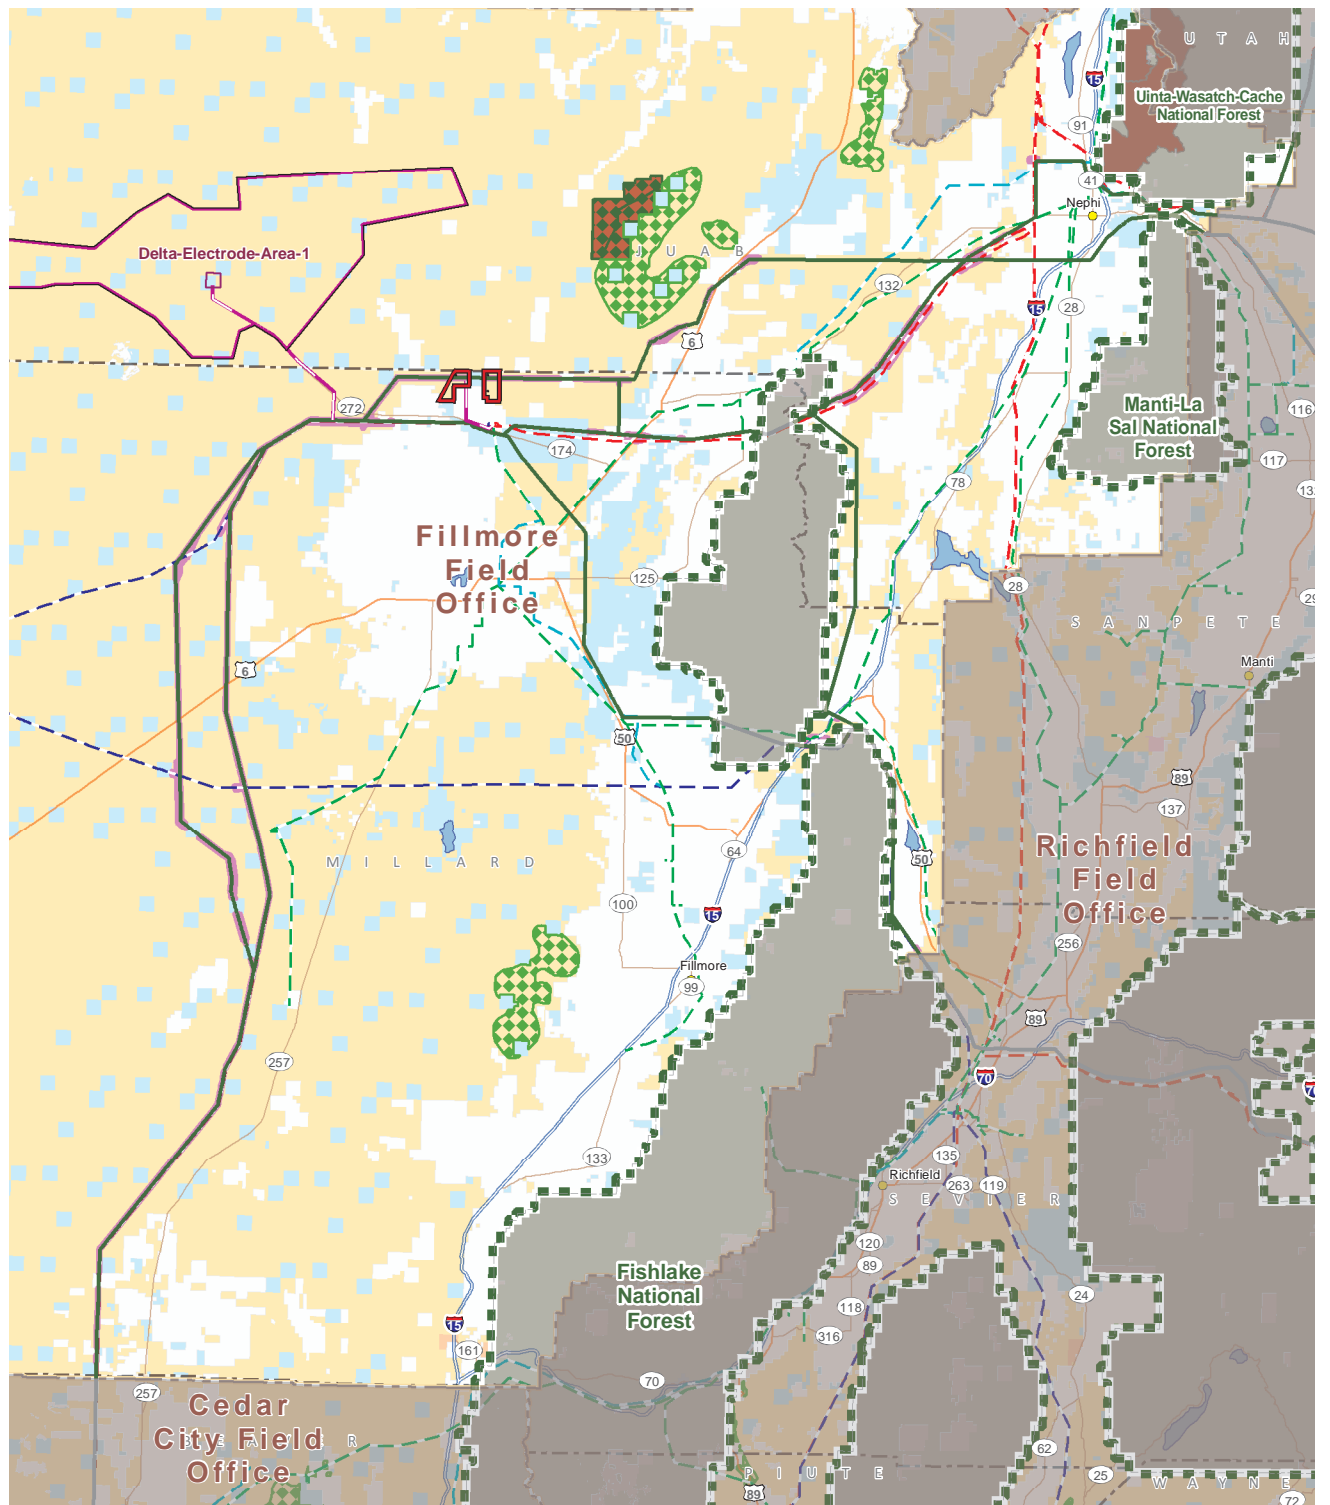 U T A H
15
Uinta-Wasatch-Cache
National Forest
91
41
Nephi
Delta-Electrode-Area-1
J U A B
132
15
28
6
272
Manti-La
Sal National
Forest
116
174
117
78
Fillmore
Field
Office
125
28
S A N P E T E
6
Manti
50
89
137
Richfield
Field
Office
64
50
M I L L A R D
100
15
256
Fillmore
99
89
257
70
133
135
Richfield
263
119
S E V I E R
120
89
Fishlake
National
Forest
24
118
15
316
161
70
257
Cedar
City Field
Office
62
P I U T E
25
W A Y N E
89
72